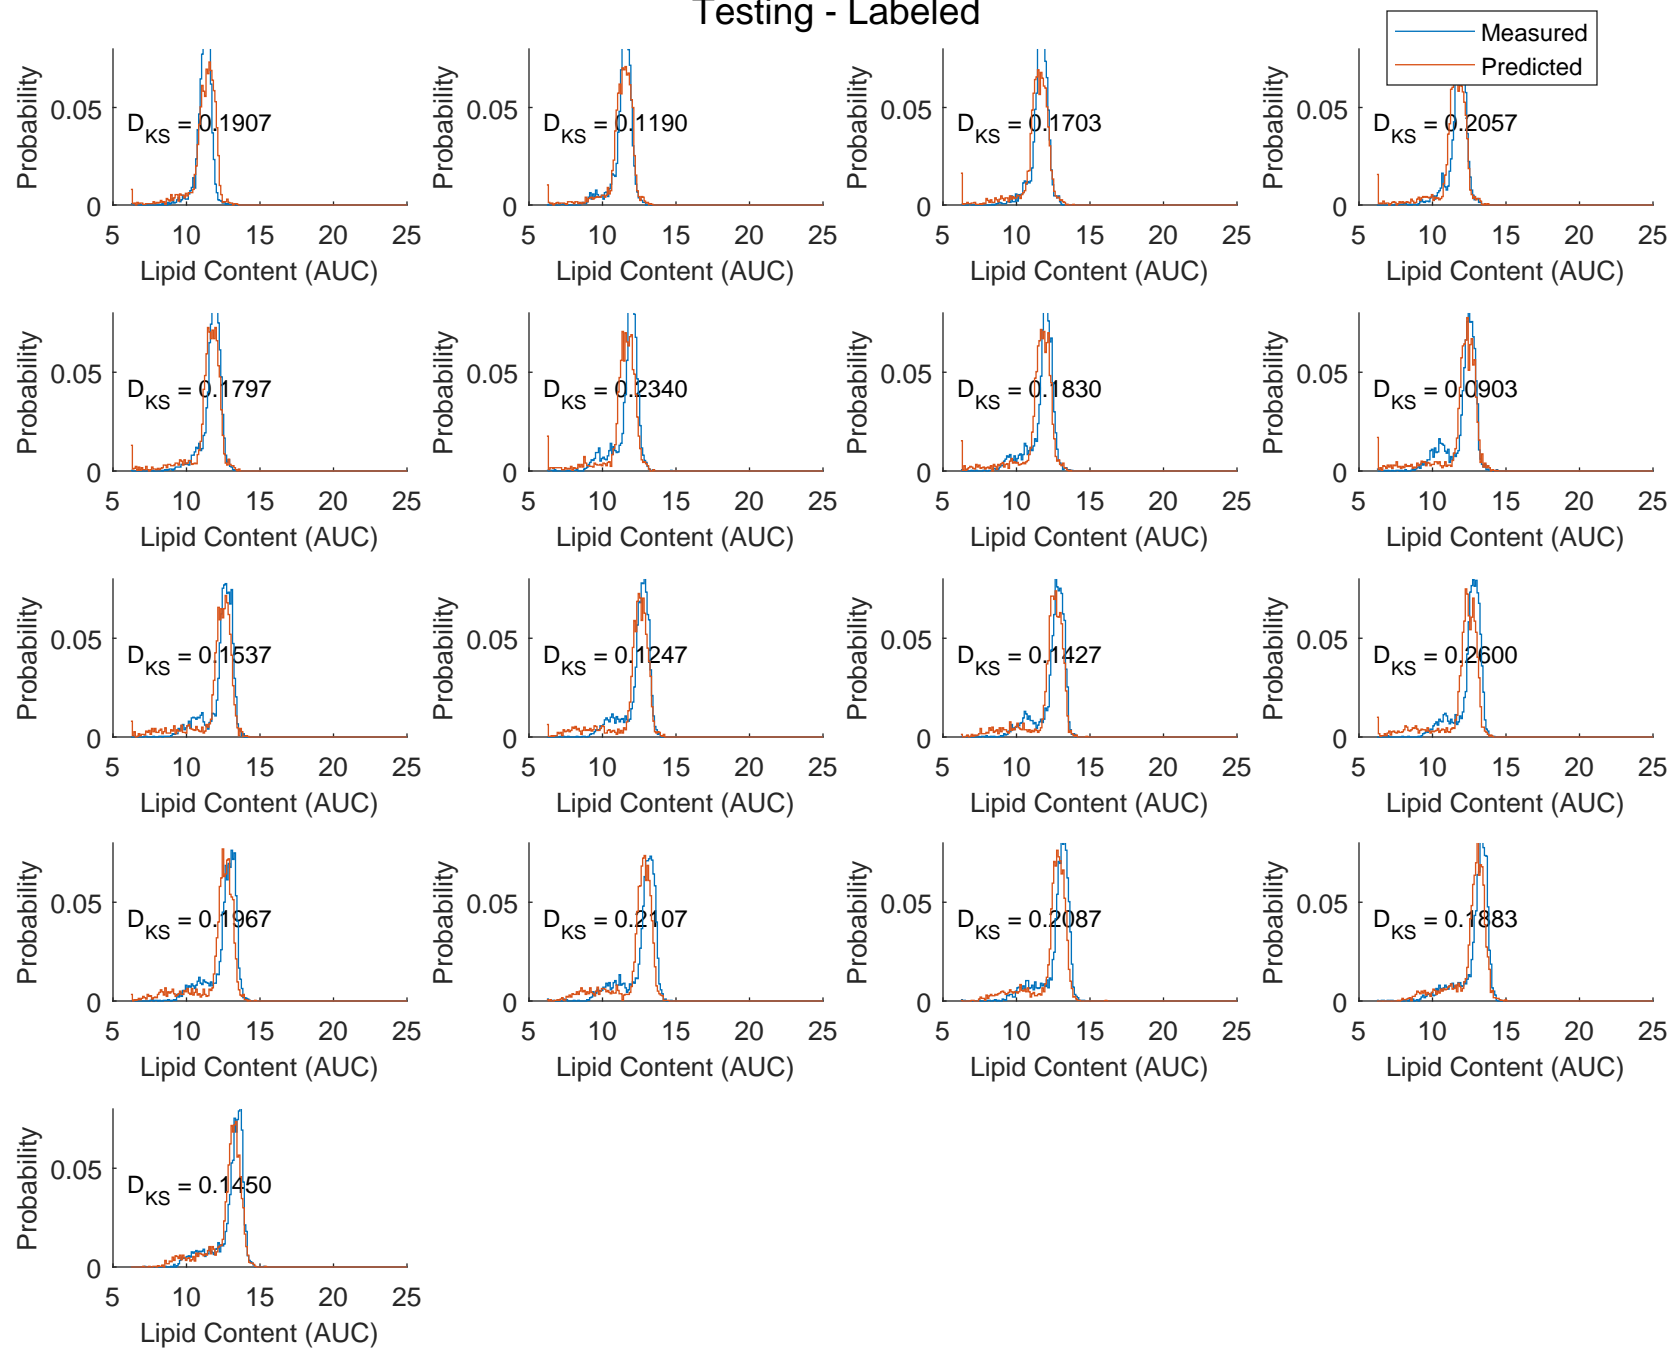 Testing - Labeled
Measured
Predicted
Probability
0.05
0
D_KS = 0.1907
5 10 15 20 25
Lipid Content (AUC)
Probability
0.05
0
D_KS = 0.1190
5 10 15 20 25
Lipid Content (AUC)
Probability
0.05
0
D_KS = 0.1703
5 10 15 20 25
Lipid Content (AUC)
Probability
0.05
0
D_KS = 0.2057
5 10 15 20 25
Lipid Content (AUC)
Probability
0.05
0
D_KS = 0.1797
5 10 15 20 25
Lipid Content (AUC)
Probability
0.05
0
D_KS = 0.2340
5 10 15 20 25
Lipid Content (AUC)
Probability
0.05
0
D_KS = 0.1830
5 10 15 20 25
Lipid Content (AUC)
Probability
0.05
0
D_KS = 0.0903
5 10 15 20 25
Lipid Content (AUC)
Probability
0.05
0
D_KS = 0.1537
5 10 15 20 25
Lipid Content (AUC)
Probability
0.05
0
D_KS = 0.1247
5 10 15 20 25
Lipid Content (AUC)
Probability
0.05
0
D_KS = 0.1427
5 10 15 20 25
Lipid Content (AUC)
Probability
0.05
0
D_KS = 0.2600
5 10 15 20 25
Lipid Content (AUC)
Probability
0.05
0
D_KS = 0.1967
5 10 15 20 25
Lipid Content (AUC)
Probability
0.05
0
D_KS = 0.2107
5 10 15 20 25
Lipid Content (AUC)
Probability
0.05
0
D_KS = 0.2087
5 10 15 20 25
Lipid Content (AUC)
Probability
0.05
0
D_KS = 0.1883
5 10 15 20 25
Lipid Content (AUC)
Probability
0.05
0
D_KS = 0.1450
5 10 15 20 25
Lipid Content (AUC)